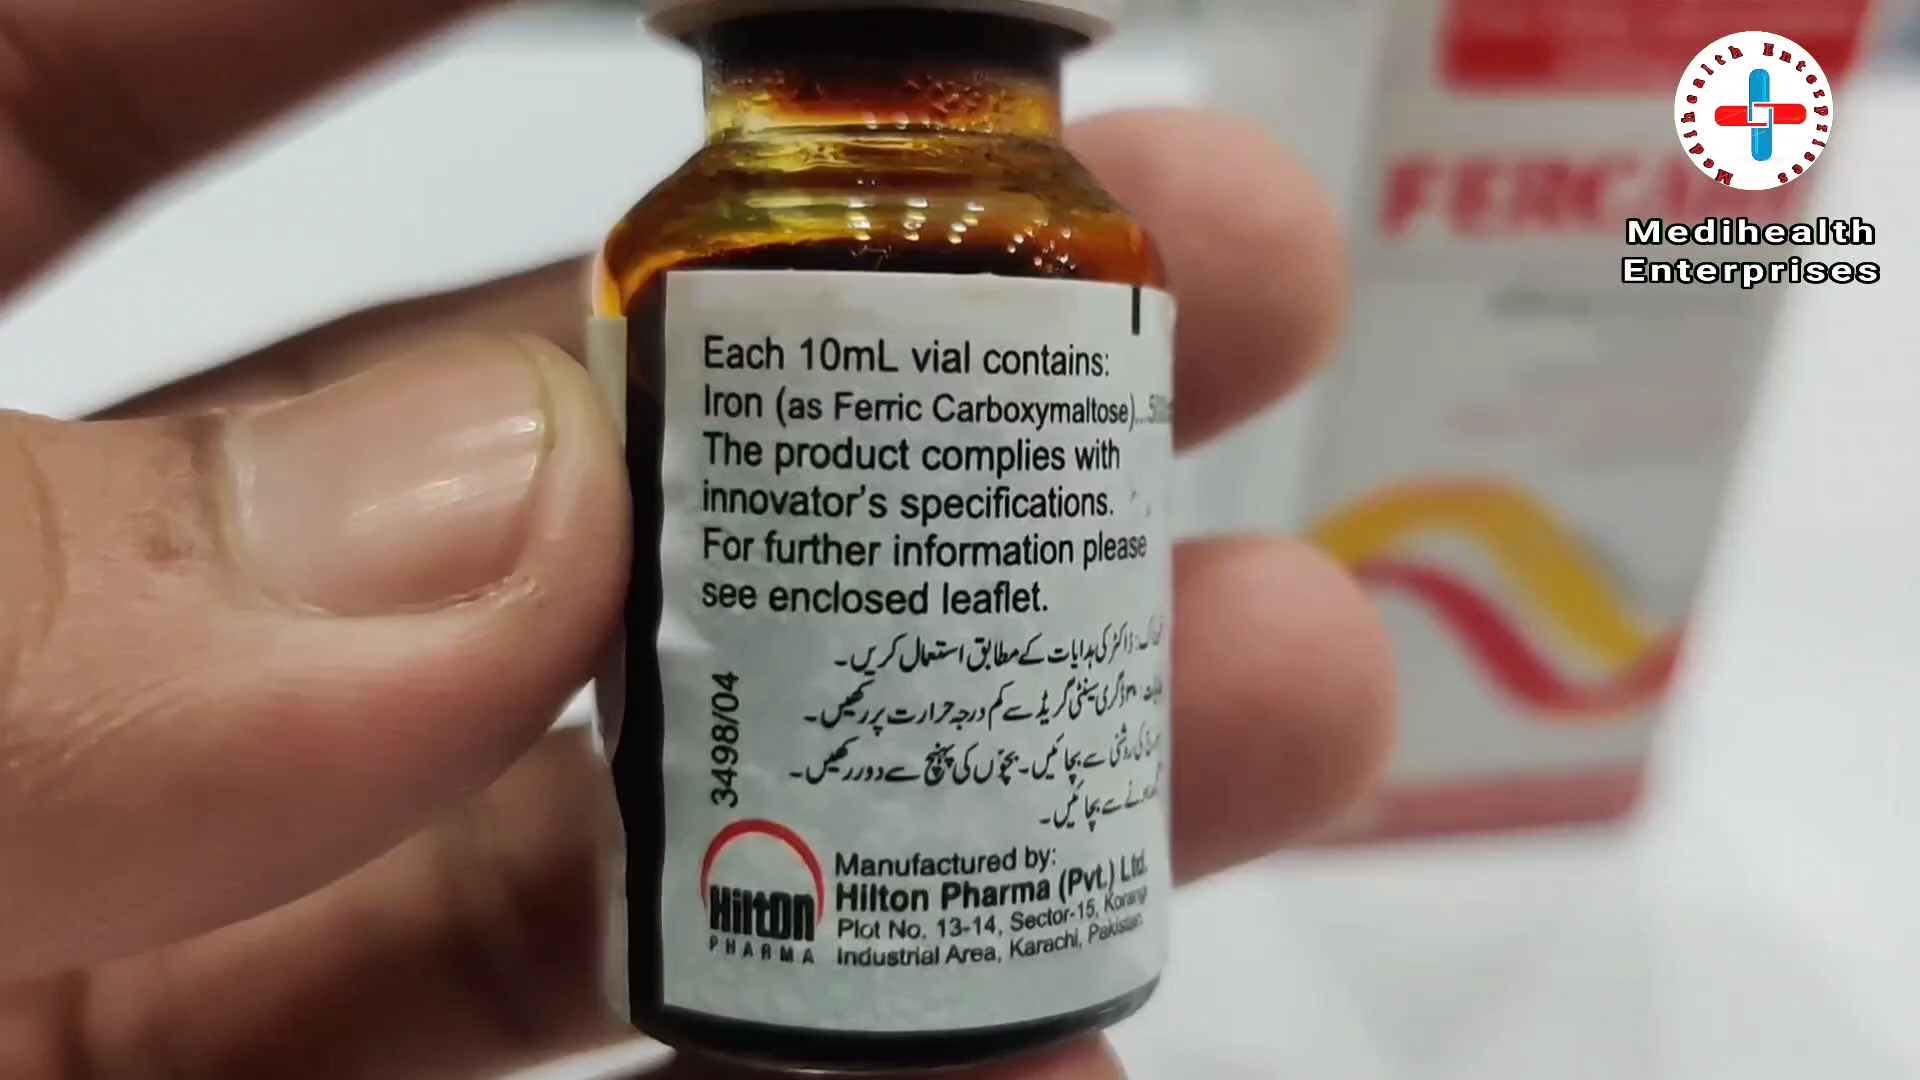 Medihealth Enterprises
Medihealth
Enterprises
Each 10mL vial contains:
Iron (as Ferric Carboxymaltose)...
The product complies with
innovator's specifications.
For further information please
see enclosed leaflet.
ڈاکٹر کی ہدایات کے مطابق استعمال کریں۔
۳۰ ڈگری سینٹی گریڈ سے کم درجہ حرارت پر رکھیں۔
کی روشنی سے بچائیں۔ بچوں کی پہنچ سے دور رکھیں۔
سے بچائیں۔
3498/04
HiltOn
PHARMA
Manufactured by:
Hilton Pharma (Pvt.) Ltd.
Plot No. 13-14, Sector-15, Korangi
Industrial Area, Karachi, Pakistan.